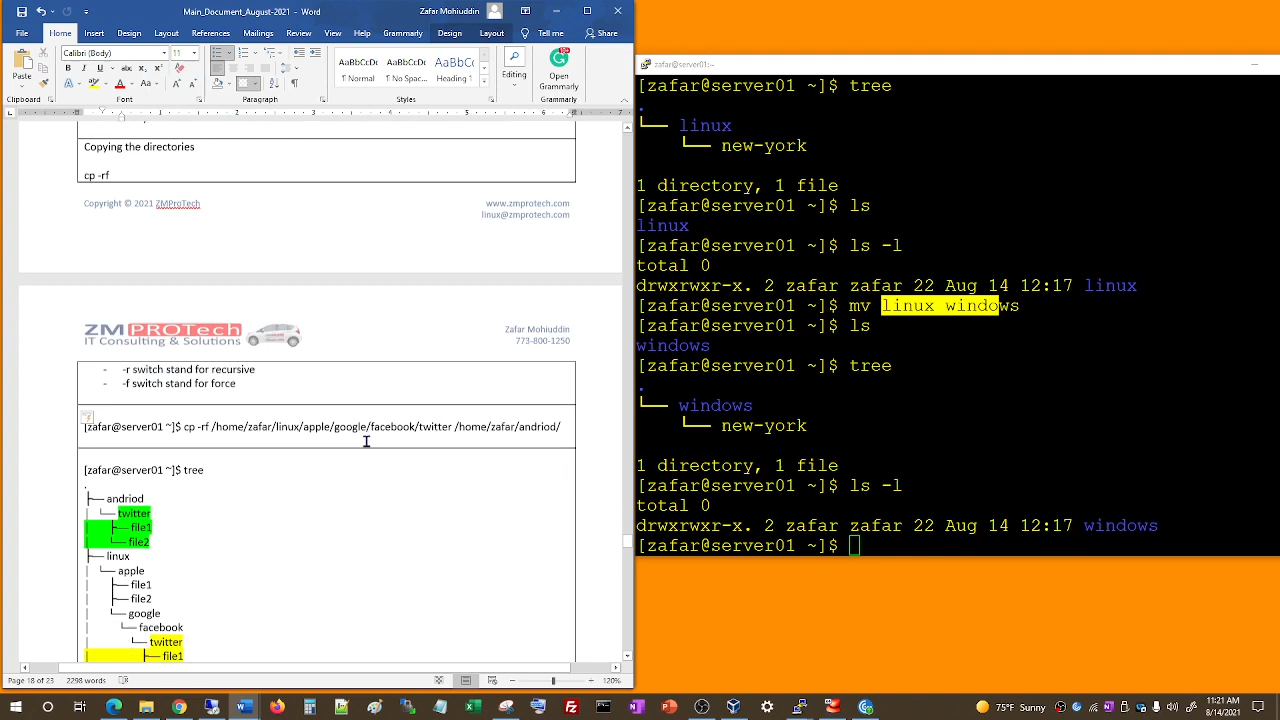 Main_Document_August-2021 - Word
Zafar Mohiuddin
File Home Insert Draw Design Layout References Mailings Review View Help Grammarly Design Layout Tell me Share
Paste
Calibri (Body) 11
AaBbCcDc AaBbCcDc AaBbCc
¶ Normal ¶ No Spac... Heading 1
Editing
Open
Grammarly
Clipboard Font Paragraph Styles Grammarly
Copying the directories
cp -rf
Copyright © 2021 ZMProTech
www.zmprotech.com
linux@zmprotech.com
ZMPROTech
IT Consulting & Solutions
Zafar Mohiuddin
773-800-1250
- -r switch stand for recursive
- -f switch stand for force
[zafar@server01 ~]$ cp -rf /home/zafar/linux/apple/google/facebook/twitter /home/zafar/andriod/
[zafar@server01 ~]$ tree
.
├── andriod
│ └── twitter
│ ├── file1
│ └── file2
├── linux
│ └── apple
│ ├── file1
│ ├── file2
│ └── google
│ └── facebook
│ └── twitter
│ ├── file1
Page 18 of 23 2298 words
120%
zafar@server01:~
[zafar@server01 ~]$ tree
.
└── linux
└── new-york
1 directory, 1 file
[zafar@server01 ~]$ ls
linux
[zafar@server01 ~]$ ls -l
total 0
drwxrwxr-x. 2 zafar zafar 22 Aug 14 12:17 linux
[zafar@server01 ~]$ mv linux windows
[zafar@server01 ~]$ ls
windows
[zafar@server01 ~]$ tree
.
└── windows
└── new-york
1 directory, 1 file
[zafar@server01 ~]$ ls -l
total 0
drwxrwxr-x. 2 zafar zafar 22 Aug 14 12:17 windows
[zafar@server01 ~]$
75°F Sunny
11:21 AM
8/14/2021